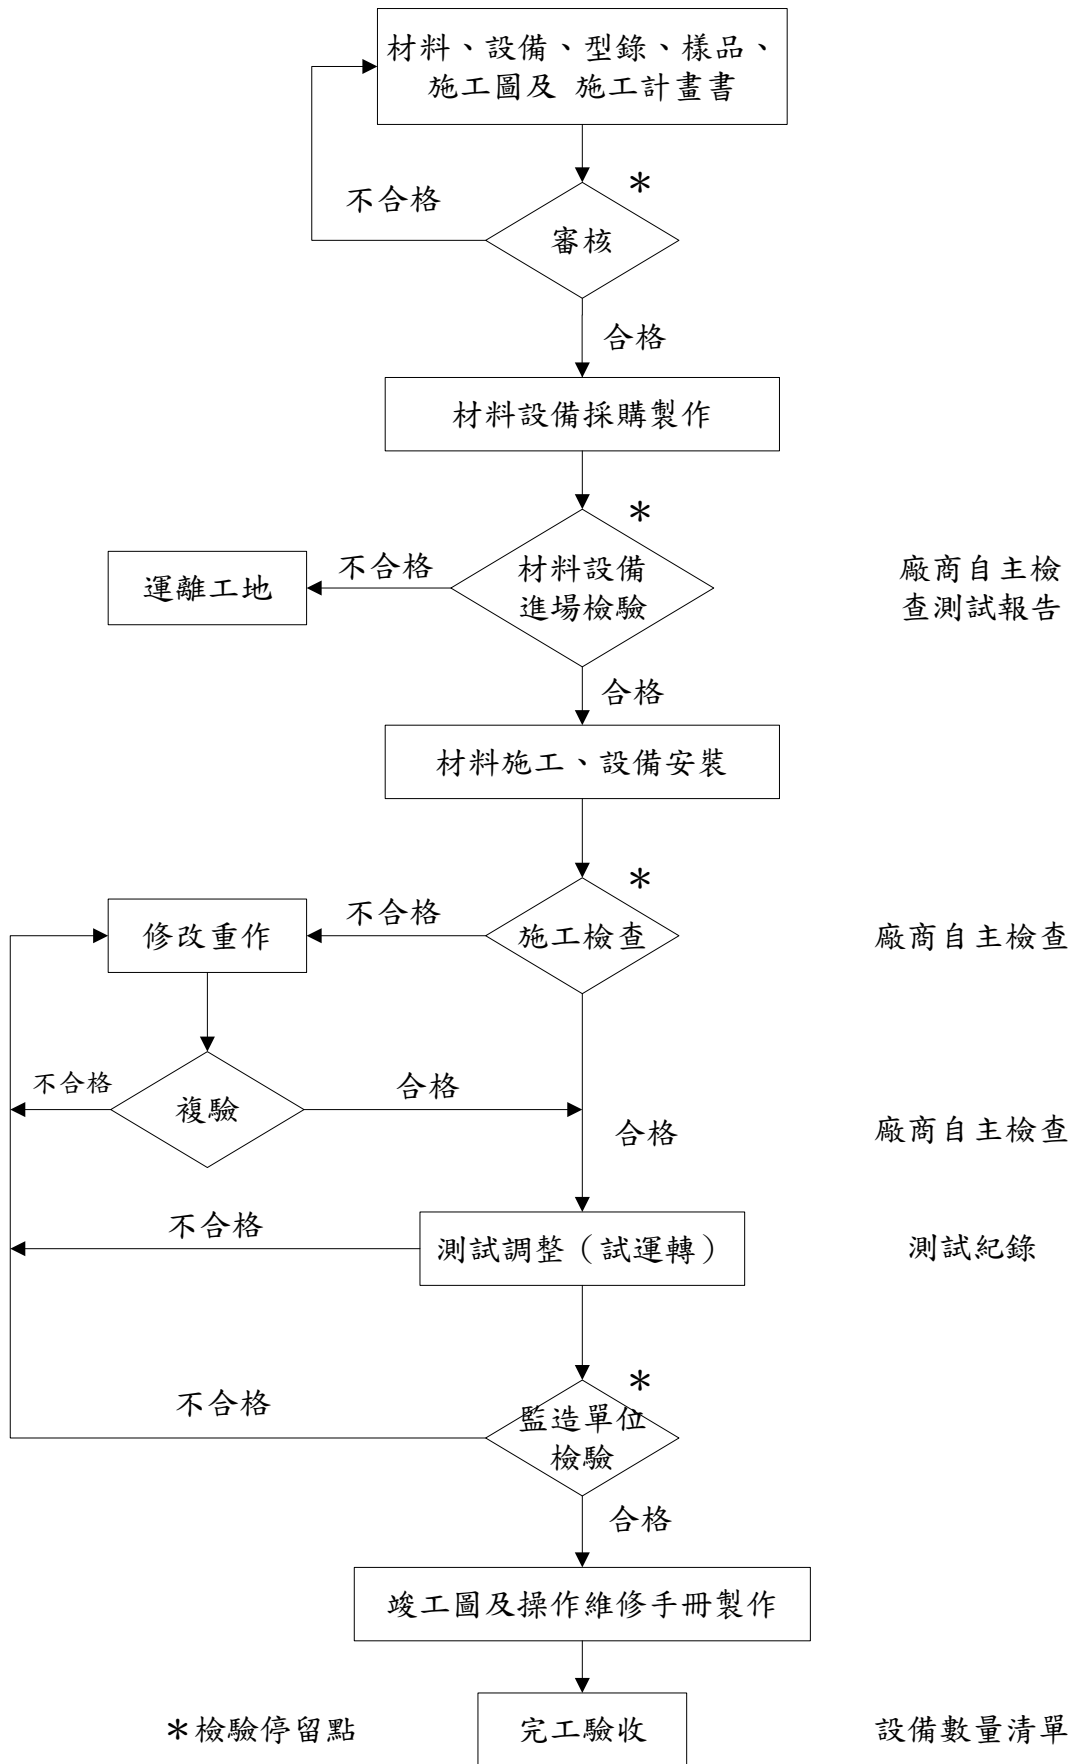 材料、設備、型錄、樣品、
施工圖及 施工計畫書
*
不合格
審核
合格
材料設備採購製作
*
運離工地
不合格
材料設備
進場檢驗
廠商自主檢
查測試報告
合格
材料施工、設備安裝
*
修改重作
不合格
施工檢查
廠商自主檢查
不合格
複驗
合格
合格
廠商自主檢查
不合格
測試調整（試運轉）
測試紀錄
*
不合格
監造單位
檢驗
合格
竣工圖及操作維修手冊製作
*檢驗停留點
完工驗收
設備數量清單